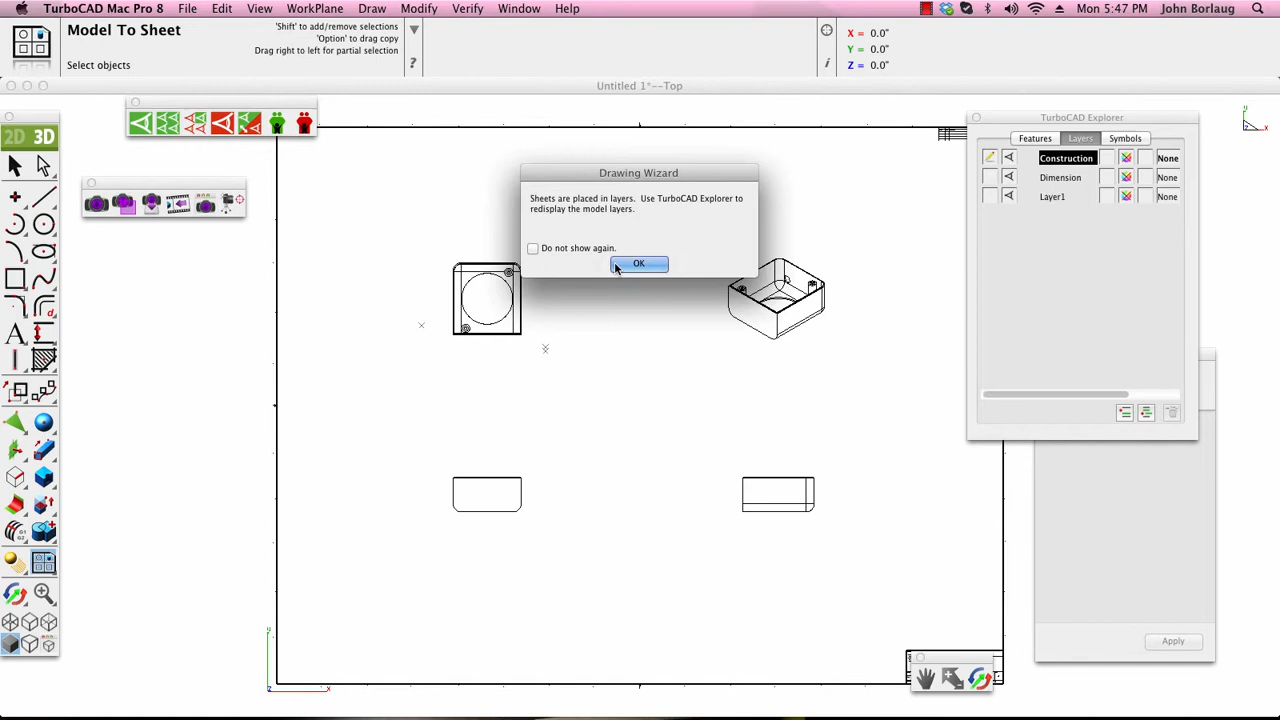 TurboCAD Mac Pro 8 File Edit View WorkPlane Draw Modify Verify Window Help Mon 5:47 PM John Borlaug
Model To Sheet
'Shift' to add/remove selections
'Option' to drag copy
Drag right to left for partial selection
Select objects
?
i
X = 0.0"
Y = 0.0"
Z = 0.0"
Untitled 1*--Top
2D 3D
TurboCAD Explorer
Features Layers Symbols
Construction None
Dimension None
Layer1 None
Drawing Wizard
Sheets are placed in layers. Use TurboCAD Explorer to
redisplay the model layers.
Do not show again.
OK
Apply
A
G1
G2
y
x
z
y
x
z